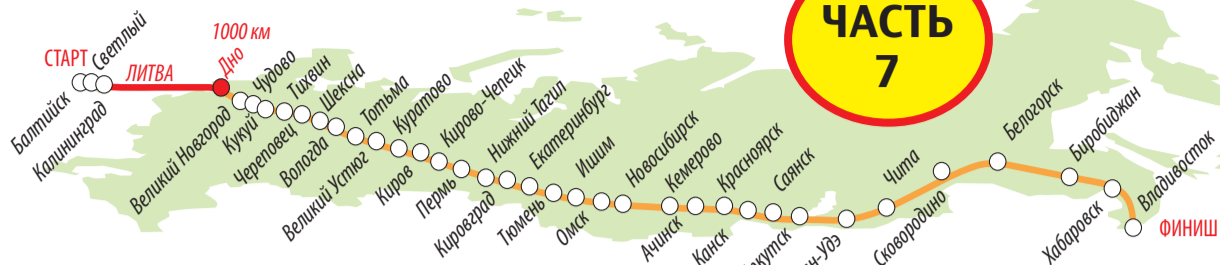 ЧАСТЬ
7
СТАРТ
Балтийск
Светлый
Калининград
ЛИТВА
1000 км
Дно
Великий Новгород
Чудово
Кукуй
Тихвин
Череповец
Шексна
Вологда
Тотьма
Великий Устюг
Куратово
Киров
Кирово-Чепецк
Пермь
Нижний Тагил
Кировград
Екатеринбург
Тюмень
Ишим
Омск
Новосибирск
Ачинск
Кемерово
Красноярск
Канск
Саянск
Чита
Сковородино
Белогорск
Биробиджан
Хабаровск
Владивосток
ФИНИШ